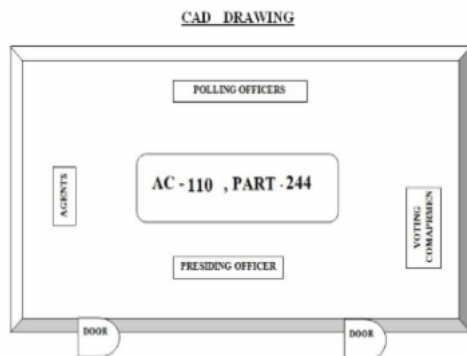 CAD DRAWING
POLLING OFFICERS
AGENTS
AC - 110 , PART - 244
VOTING
COMAPRMEN
PRESIDING OFFICER
DOOR
DOOR